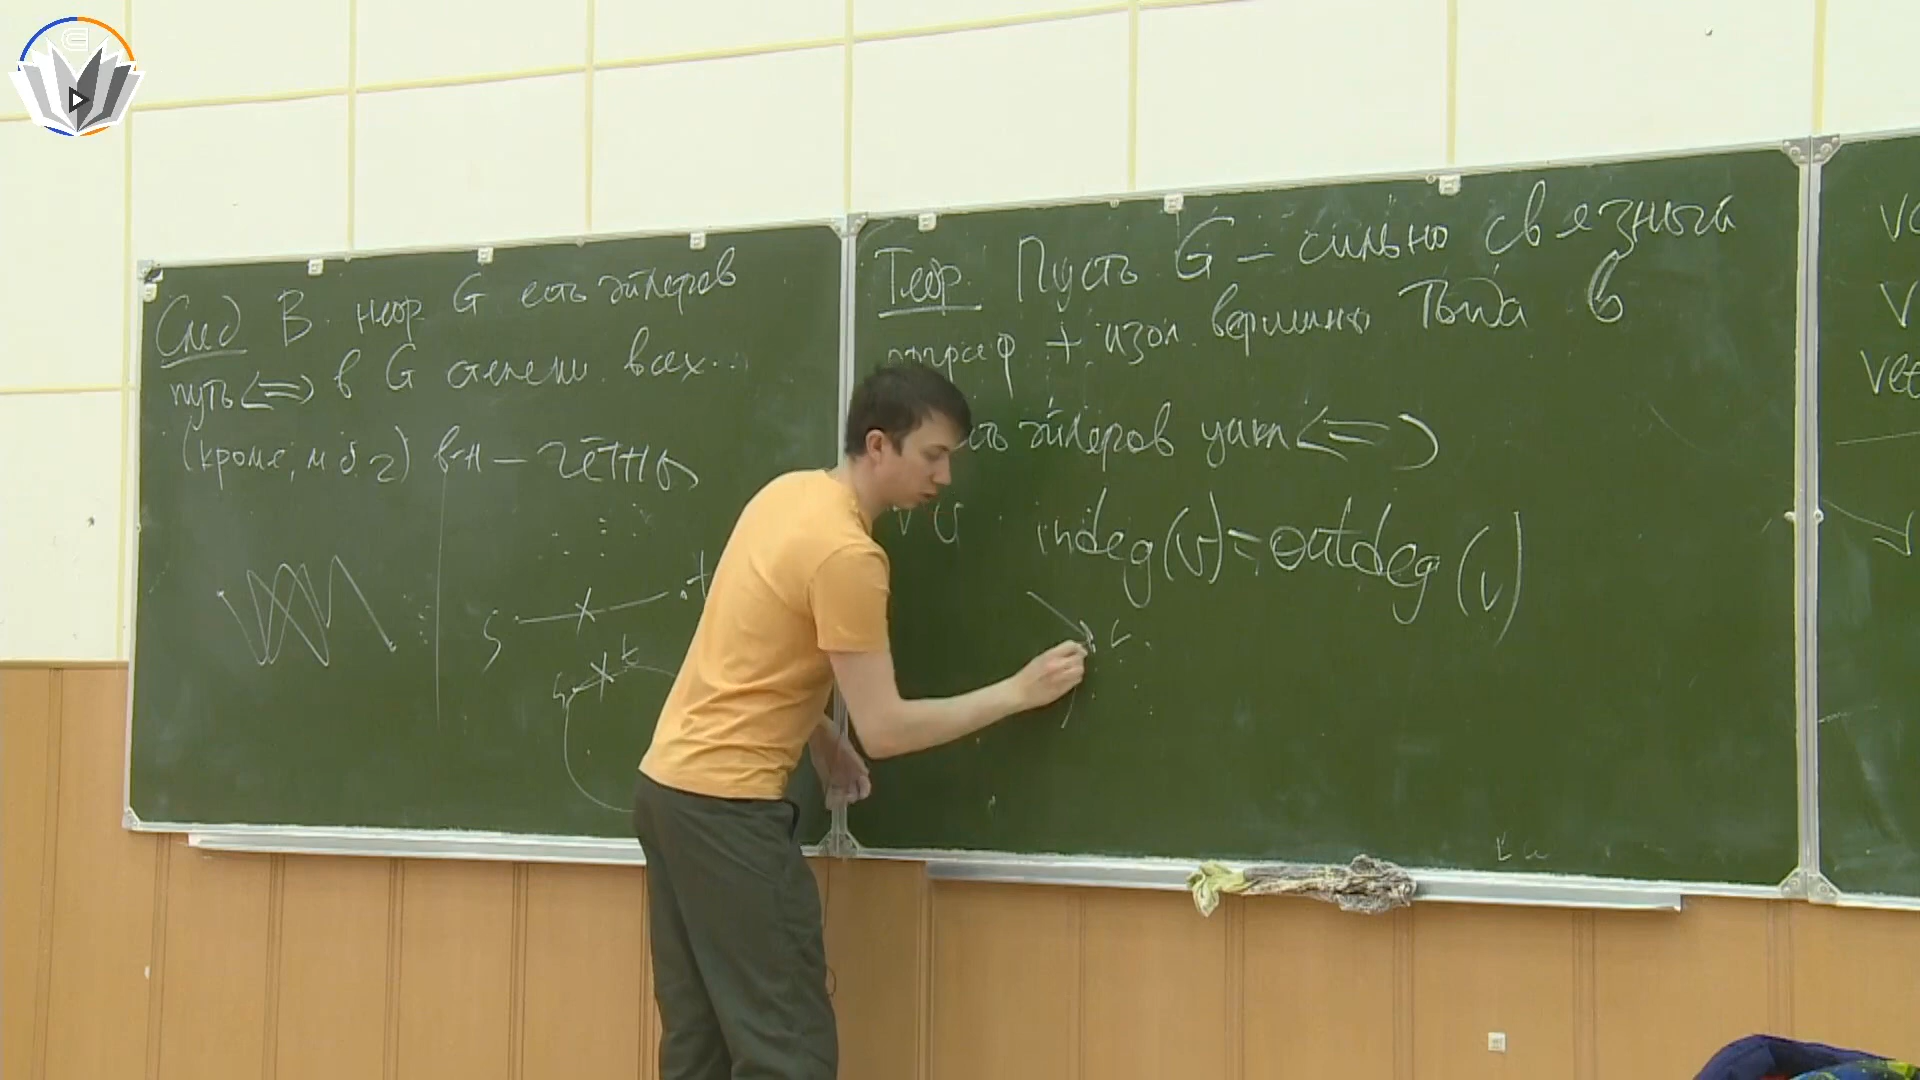 След В неор G есть эйлеров
путь <=> в G степени всех...
(кроме, м б 2) в-н - чётны
s t
s t
Теор. Пусть G - сильно связный
орграф + изол. вершины Тогда в
эйлеров цикл <=>
indeg(v) = outdeg(v)
v